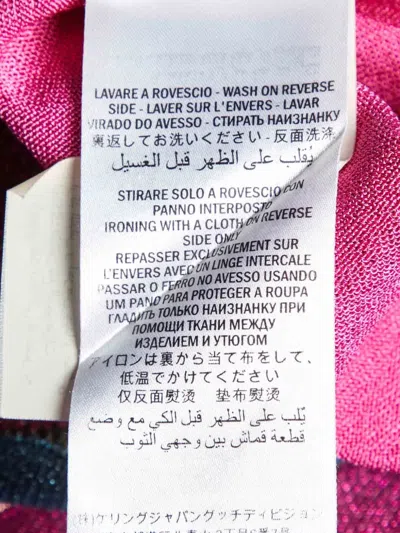 LAVARE A ROVESCIO - WASH ON REVERSE
SIDE - LAVER SUR L'ENVERS - LAVAR
VIRADO DO AVESSO - СТИРАТЬ НАИЗНАНКУ
裏返してお洗いください - 反面洗滌
يُقلب على الظهر قبل الغسيل
STIRARE SOLO A ROVESCIO CON
PANNO INTERPOSTO
IRONING WITH A CLOTH ON REVERSE
SIDE ONLY
REPASSER EXCLUSIVEMENT SUR
L'ENVERS AVEC UN LINGE INTERCALE
PASSAR O FERRO NO AVESSO USANDO
UM PANO PARA PROTEGER A ROUPA
ГЛАДИТЬ ТОЛЬКО НАИЗНАНКУ ПРИ
ПОМОЩИ ТКАНИ МЕЖДУ
ИЗДЕЛИЕМ И УТЮГОМ
アイロンは裏から当て布をして、
低温でかけてください
仅反面熨烫 垫布熨烫
يُلب على الظهر قبل الكي مع وضع
قطعة قماش بين وجهي الثوب
(株)ケリングジャパングッチディビジョン